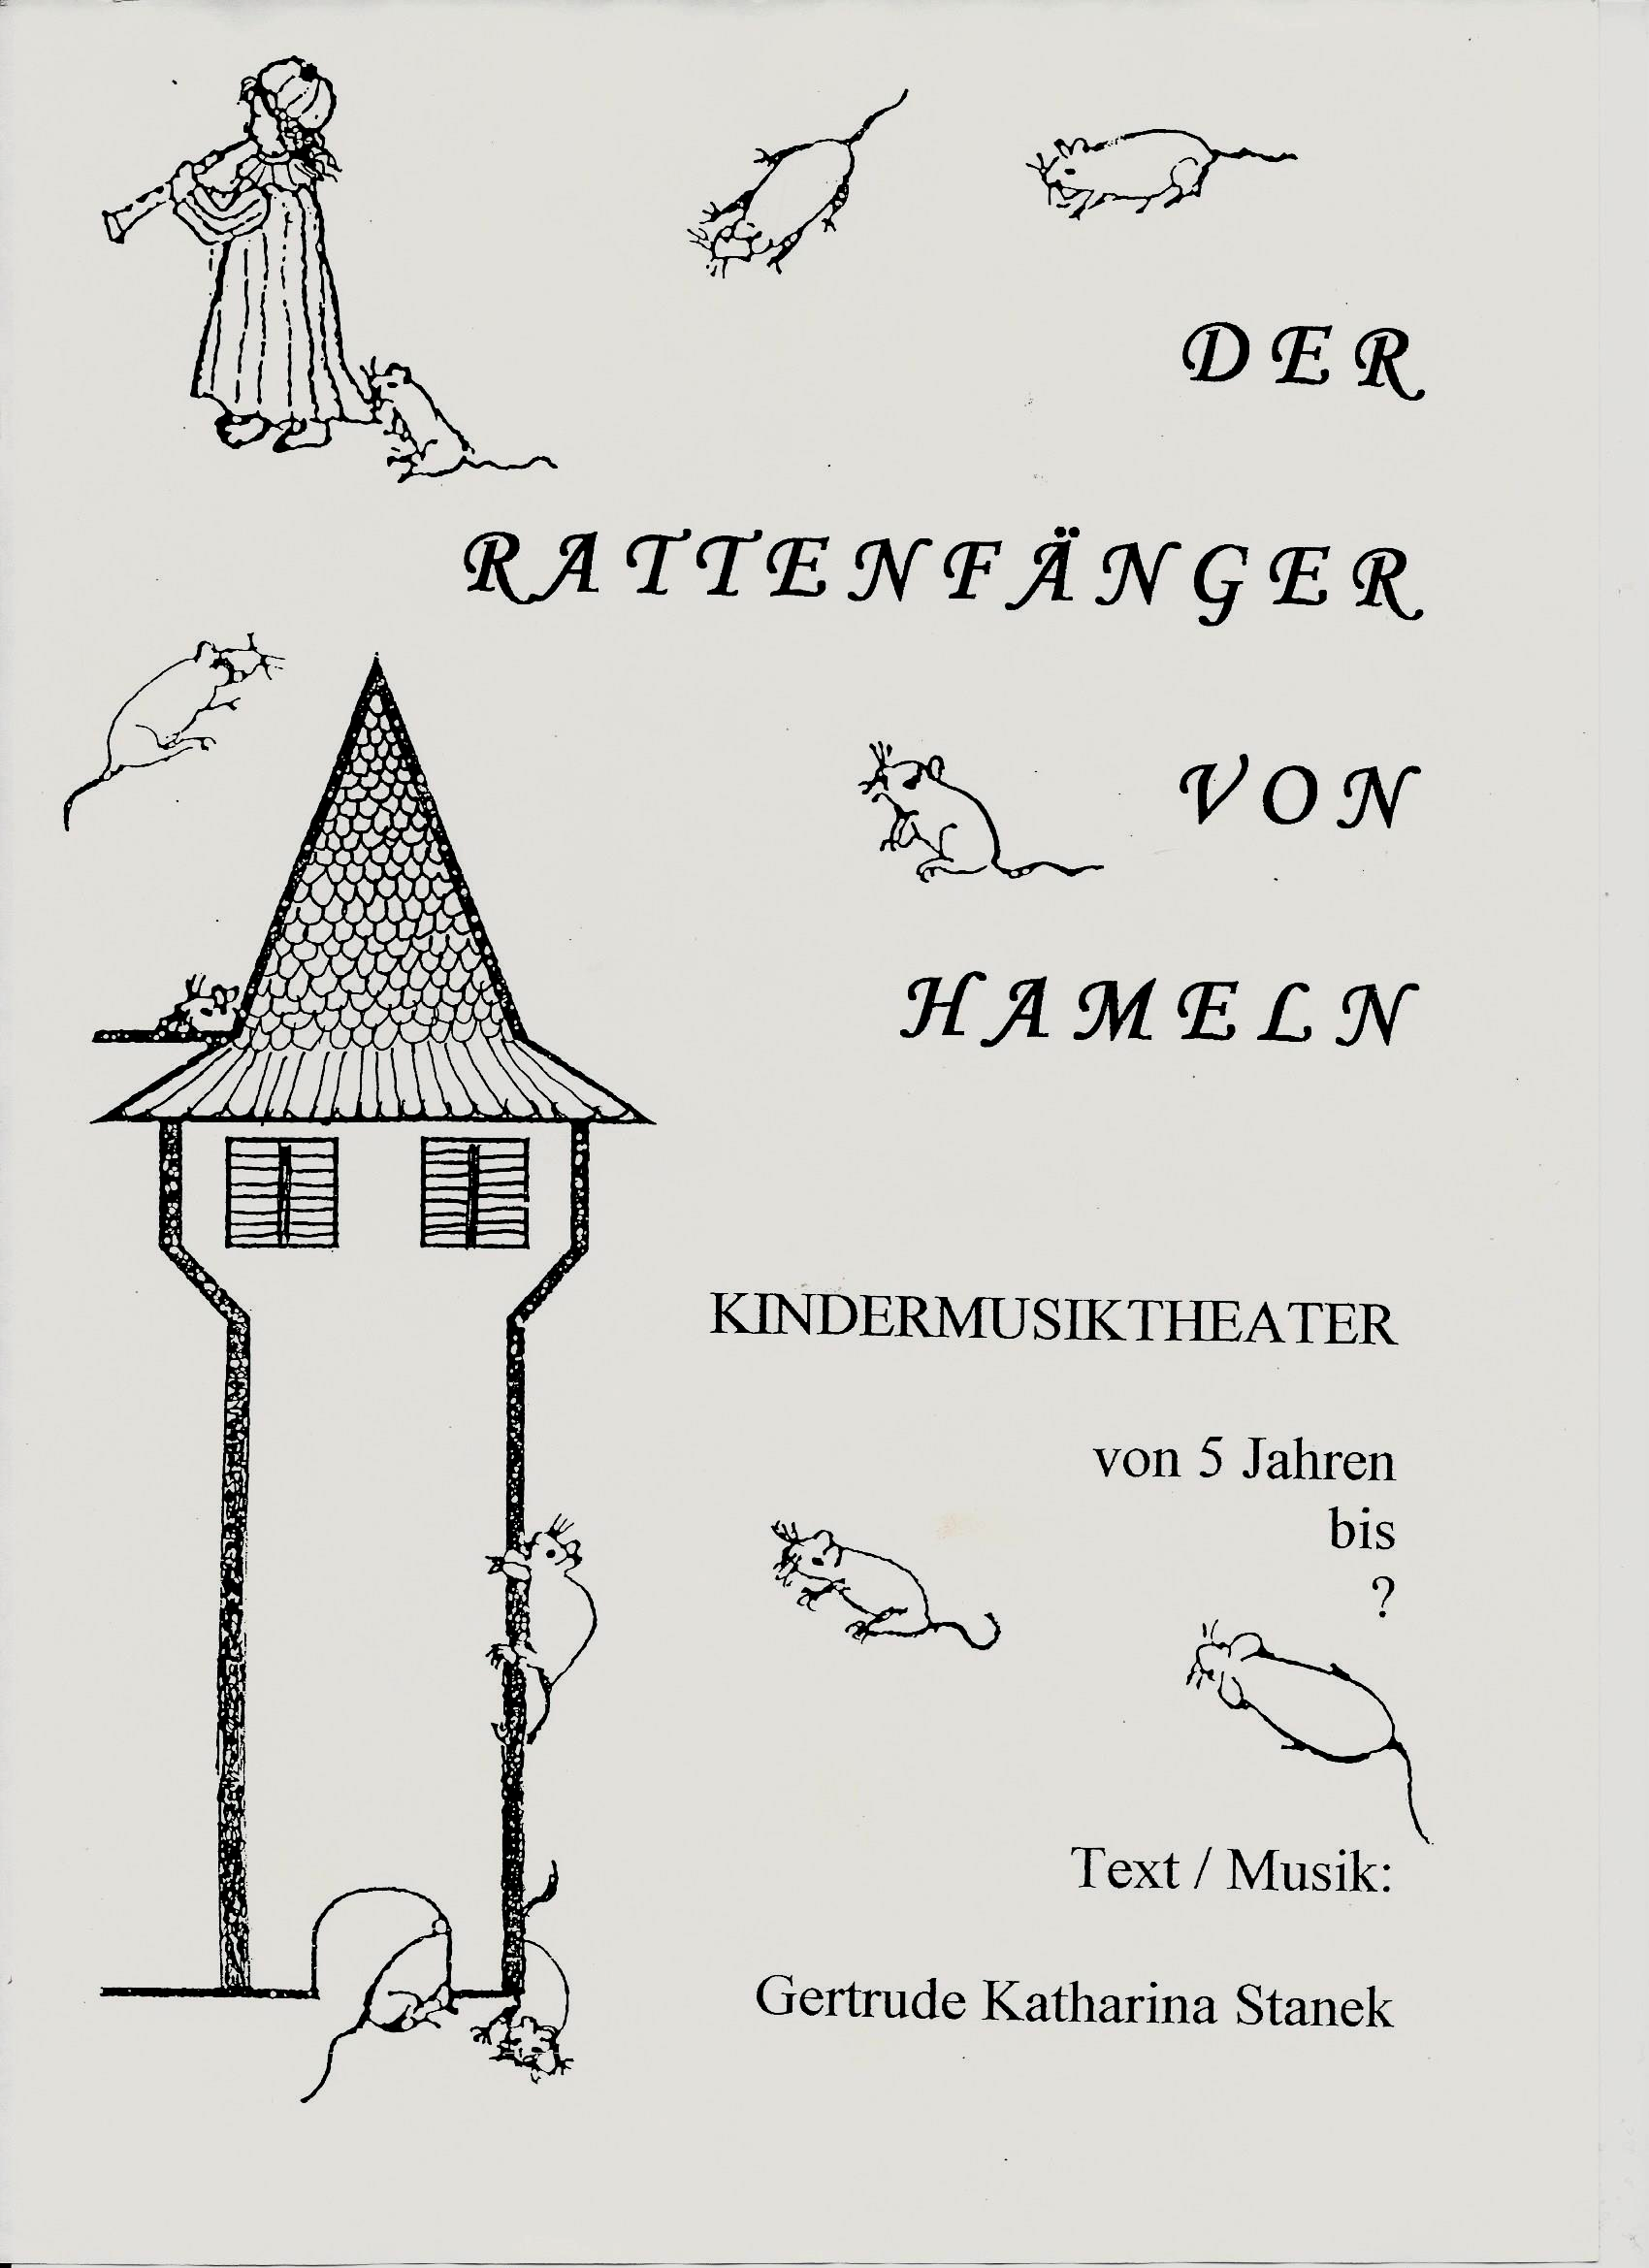 DER
RATTENFÄNGER
VON
HAMELN
KINDERMUSIKTHEATER
von 5 Jahren
bis
?
Text / Musik:
Gertrude Katharina Stanek